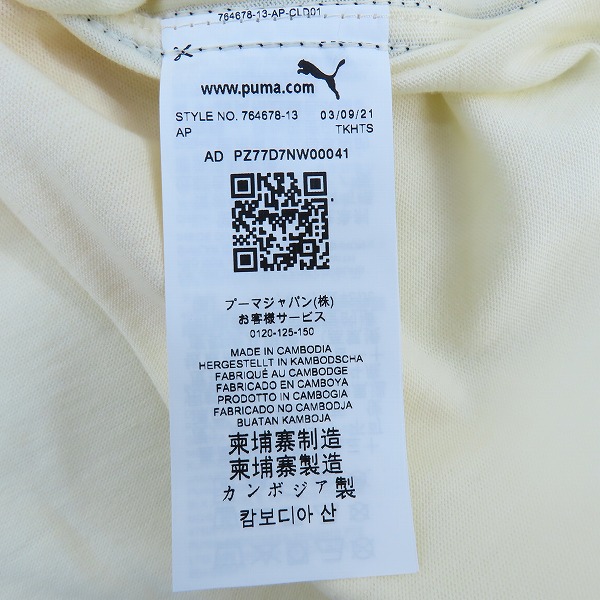 764678-13-AP-CLD01
www.puma.com
STYLE NO. 764678-13 03/09/21
AP TKHTS
AD PZ77D7NW00041
プーマジャパン(株)
お客様サービス
0120-125-150
MADE IN CAMBODIA
HERGESTELLT IN KAMBODSCHA
FABRIQUÉ AU CAMBODGE
FABRICADO EN CAMBOYA
PRODOTTO IN CAMBOGIA
FABRICADO NO CAMBODJA
BUATAN KAMBOJA
柬埔寨制造
柬埔寨製造
カンボジア製
캄보디아 산